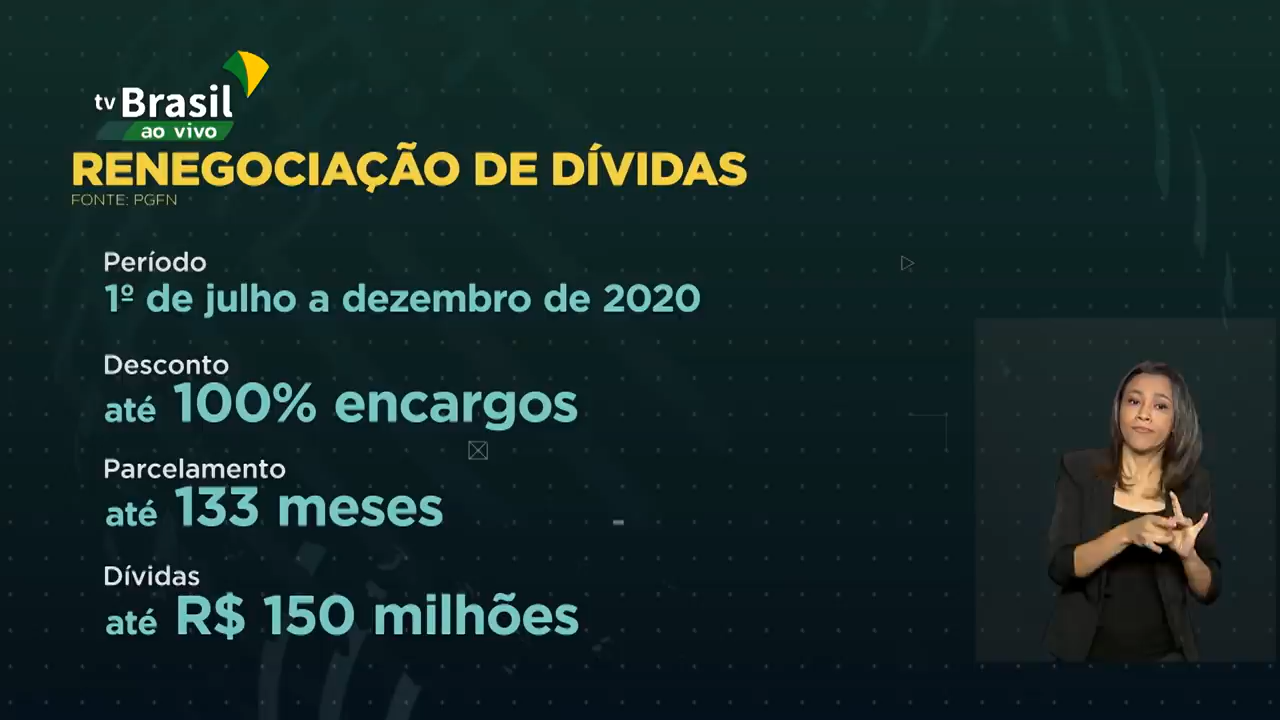 tv Brasil
ao vivo
RENEGOCIAÇÃO DE DÍVIDAS
FONTE: PGFN
Período
1º de julho a dezembro de 2020
Desconto
até 100% encargos
Parcelamento
até 133 meses
Dívidas
até R$ 150 milhões